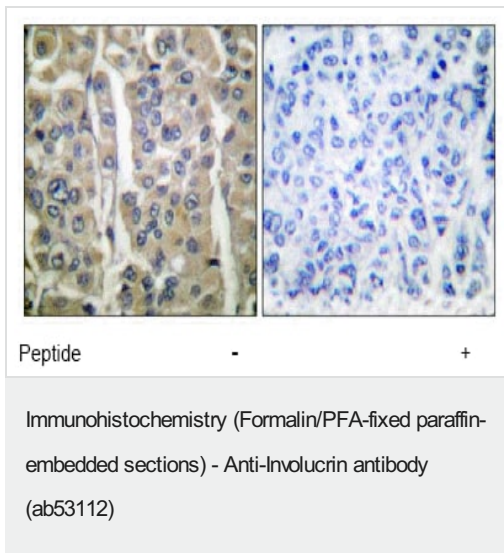 Peptide - +
Immunohistochemistry (Formalin/PFA-fixed paraffin-
embedded sections) - Anti-Involucrin antibody
(ab53112)